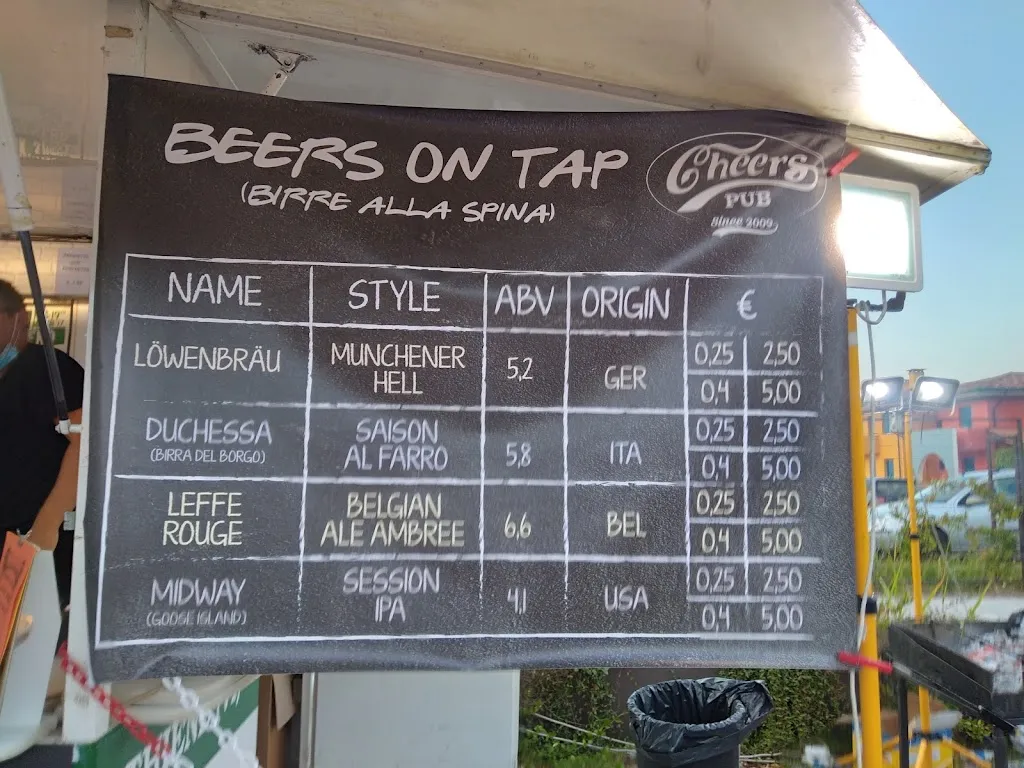 BEERS ON TAP
(BIRRE ALLA SPINA)
Cheers
PUB
Since 2009
NAME STYLE ABV ORIGIN €
LÖWENBRÄU MUNCHENER HELL 5,2 GER 0,25 2,50
0,4 5,00
DUCHESSA (BIRRA DEL BORGO) SAISON AL FARRO 5,8 ITA 0,25 2,50
0,4 5,00
LEFFE ROUGE BELGIAN ALE AMBREE 6,6 BEL 0,25 2,50
0,4 5,00
MIDWAY (GOOSE ISLAND) SESSION IPA 4,1 USA 0,25 2,50
0,4 5,00